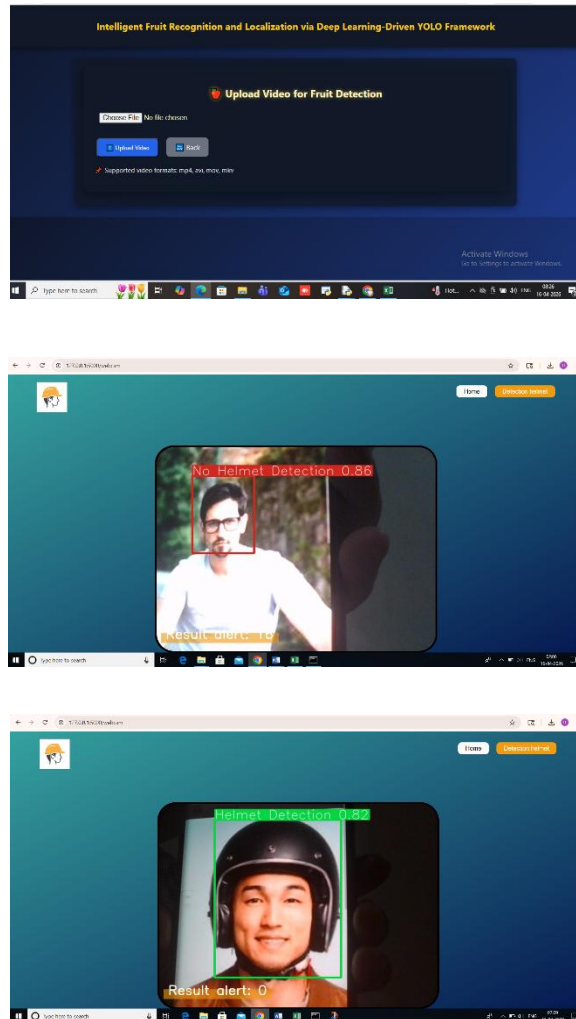 Intelligent Fruit Recognition and Localization via Deep Learning-Driven YOLO Framework
Upload Video for Fruit Detection
Choose File No file chosen
Upload Video
Back
Supported video formats: mp4, avi, mov, mkv
Activate Windows
Go to Settings to activate Windows.
Type here to search
Home
Detection helmet
No Helmet Detection 0.86
Result alert: 16
Type here to search
Home
Detection helmet
Helmet Detection 0.82
Result alert: 0
Type here to search